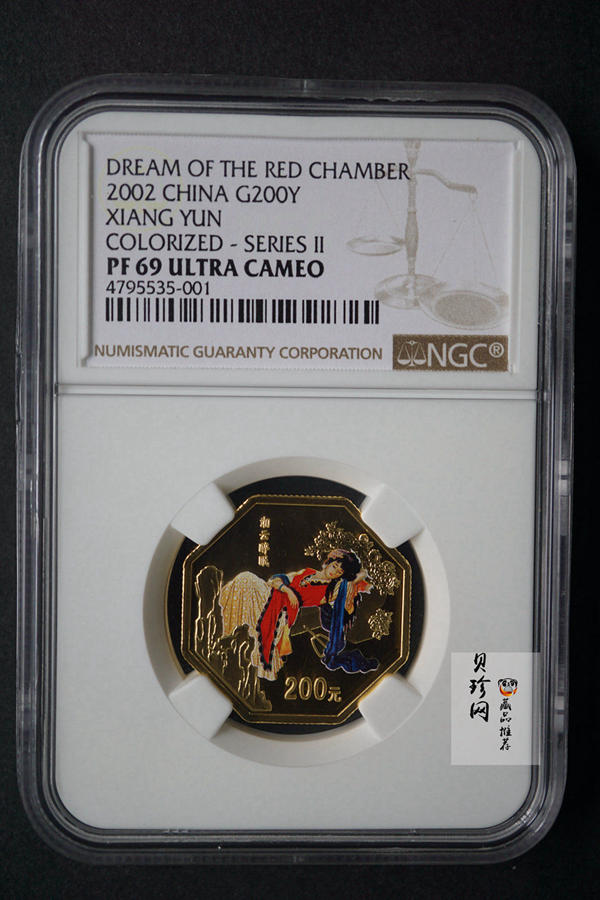 DREAM OF THE RED CHAMBER
2002 CHINA G200Y
XIANG YUN
COLORIZED - SERIES II
PF 69 ULTRA CAMEO
4795535-001
NUMISMATIC GUARANTY CORPORATION
NGC®
湘云醉眠
200元
贝珍网
藏品推荐